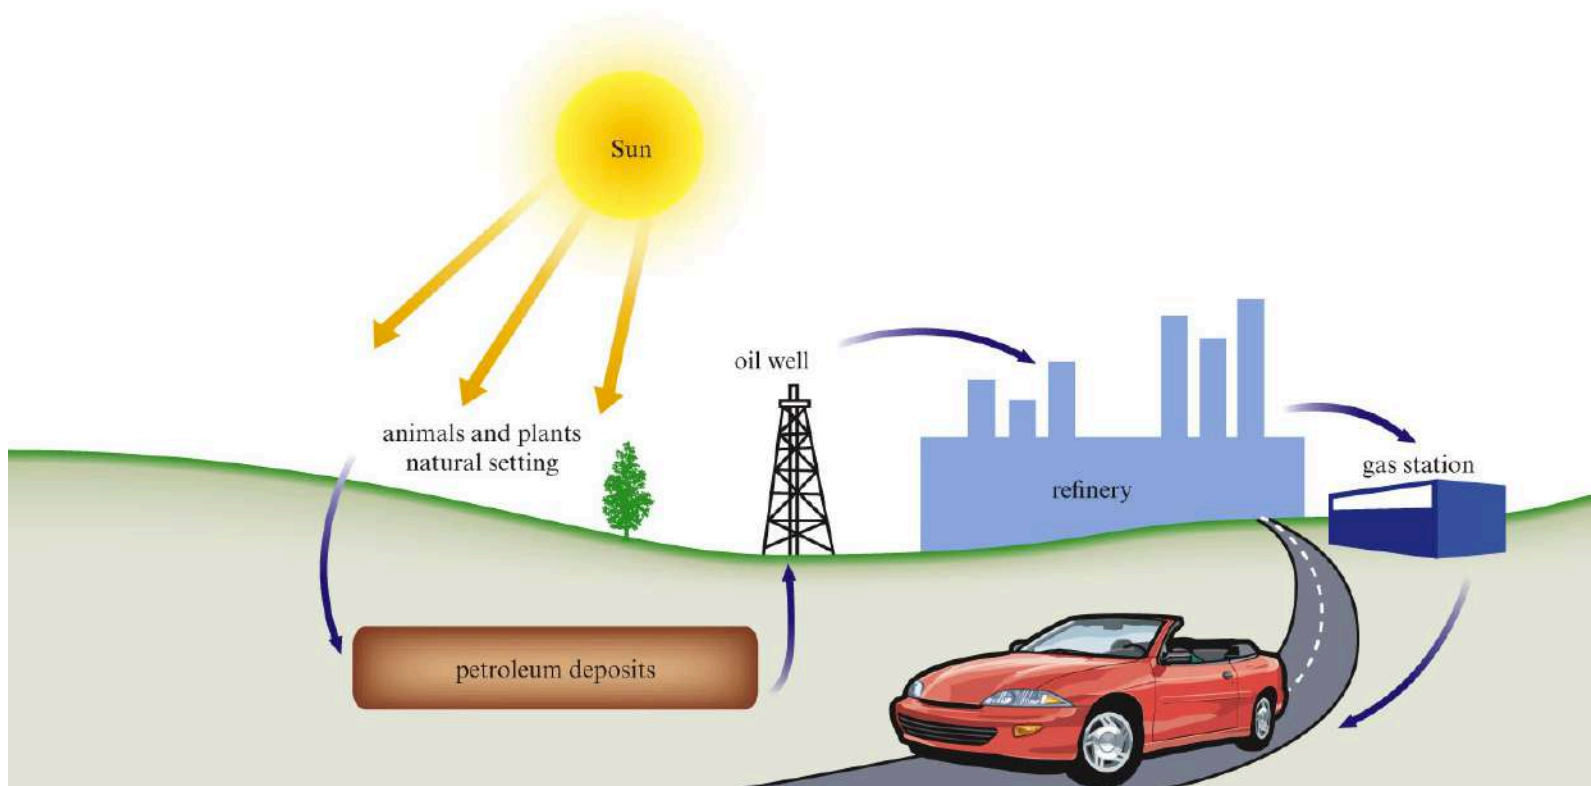 Sun
oil well
animals and plants
natural setting
gas station
refinery
petroleum deposits